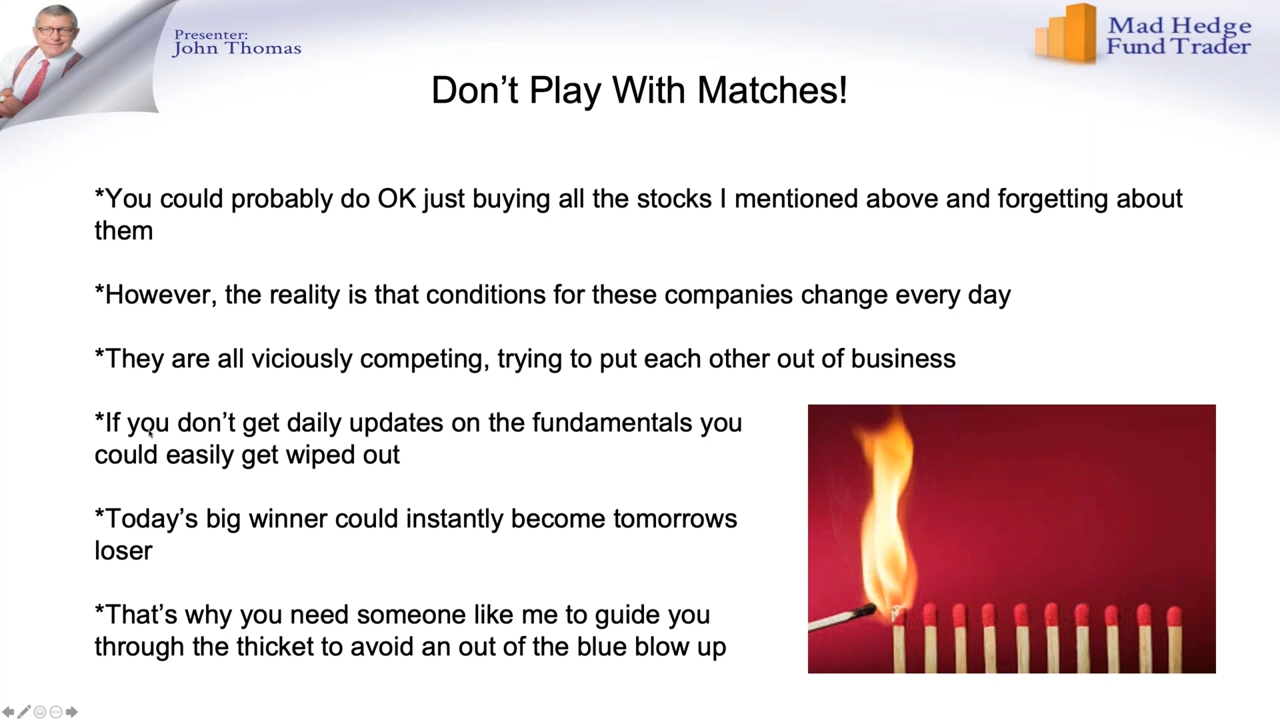 Presenter:
John Thomas
Mad Hedge
Fund Trader
Don't Play With Matches!
*You could probably do OK just buying all the stocks I mentioned above and forgetting about
them
*However, the reality is that conditions for these companies change every day
*They are all viciously competing, trying to put each other out of business
*If you don't get daily updates on the fundamentals you
could easily get wiped out
*Today's big winner could instantly become tomorrows
loser
*That's why you need someone like me to guide you
through the thicket to avoid an out of the blue blow up